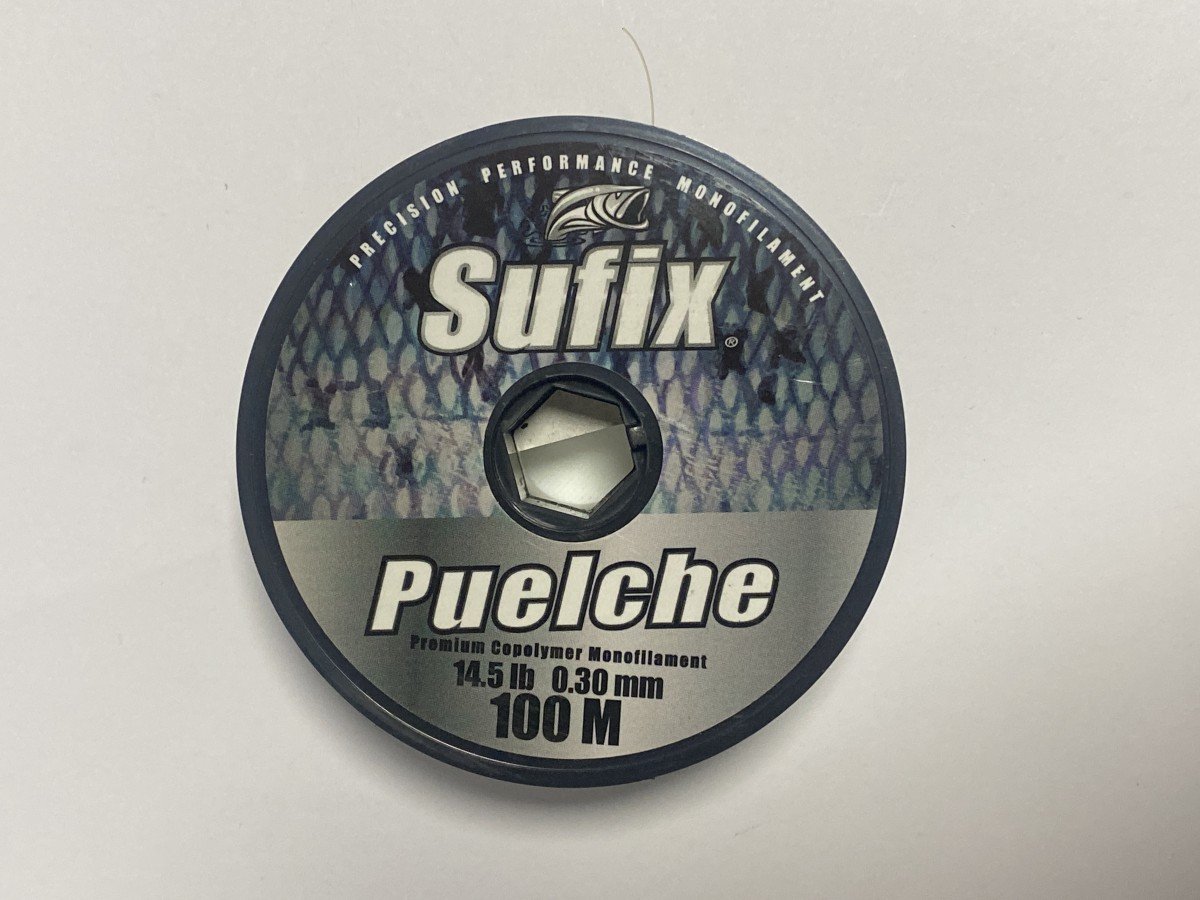 PRECISION PERFORMANCE MONOFILAMENT
Sufix®
Puelche
Premium Copolymer Monofilament
14.5 lb 0.30 mm
100 M